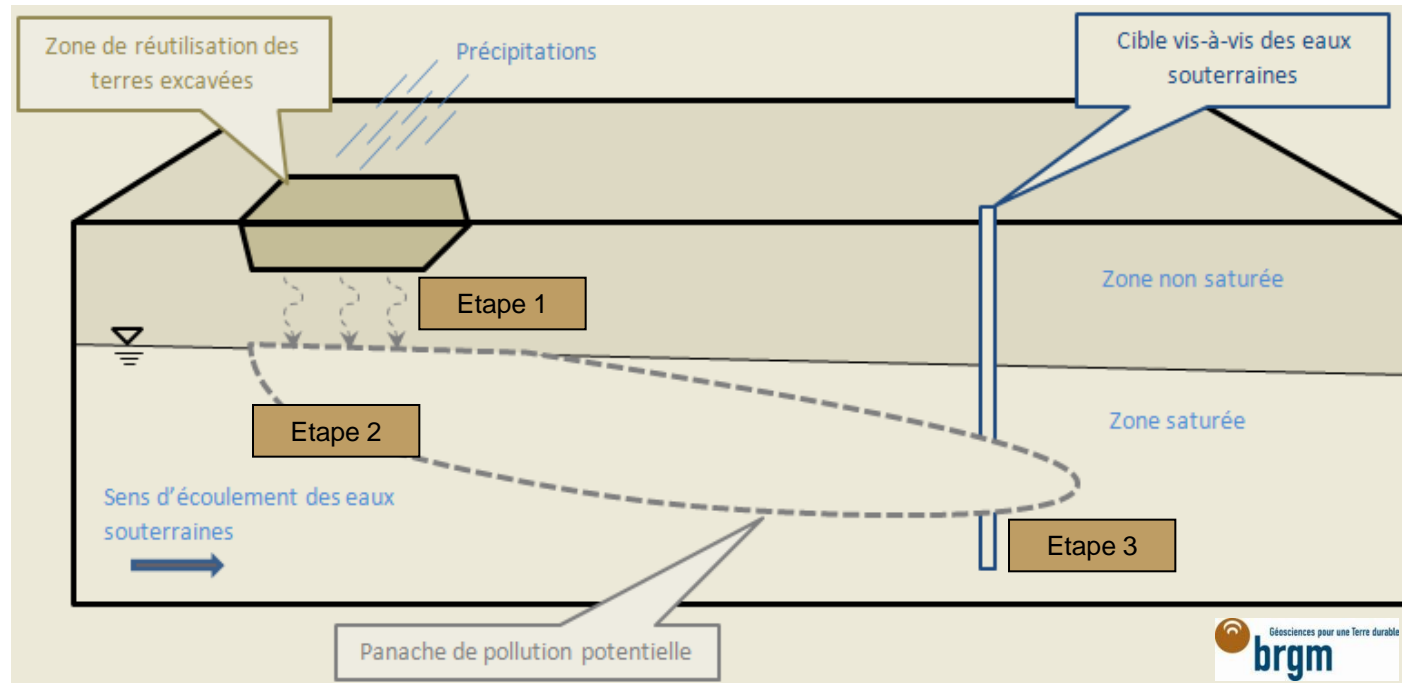 Zone de réutilisation des
terres excavées
Précipitations
Cible vis-à-vis des eaux
souterraines
Etape 1
Zone non saturée
Etape 2
Zone saturée
Sens d'écoulement des eaux
souterraines
Etape 3
Panache de pollution potentielle
Géosciences pour une Terre durable
brgm